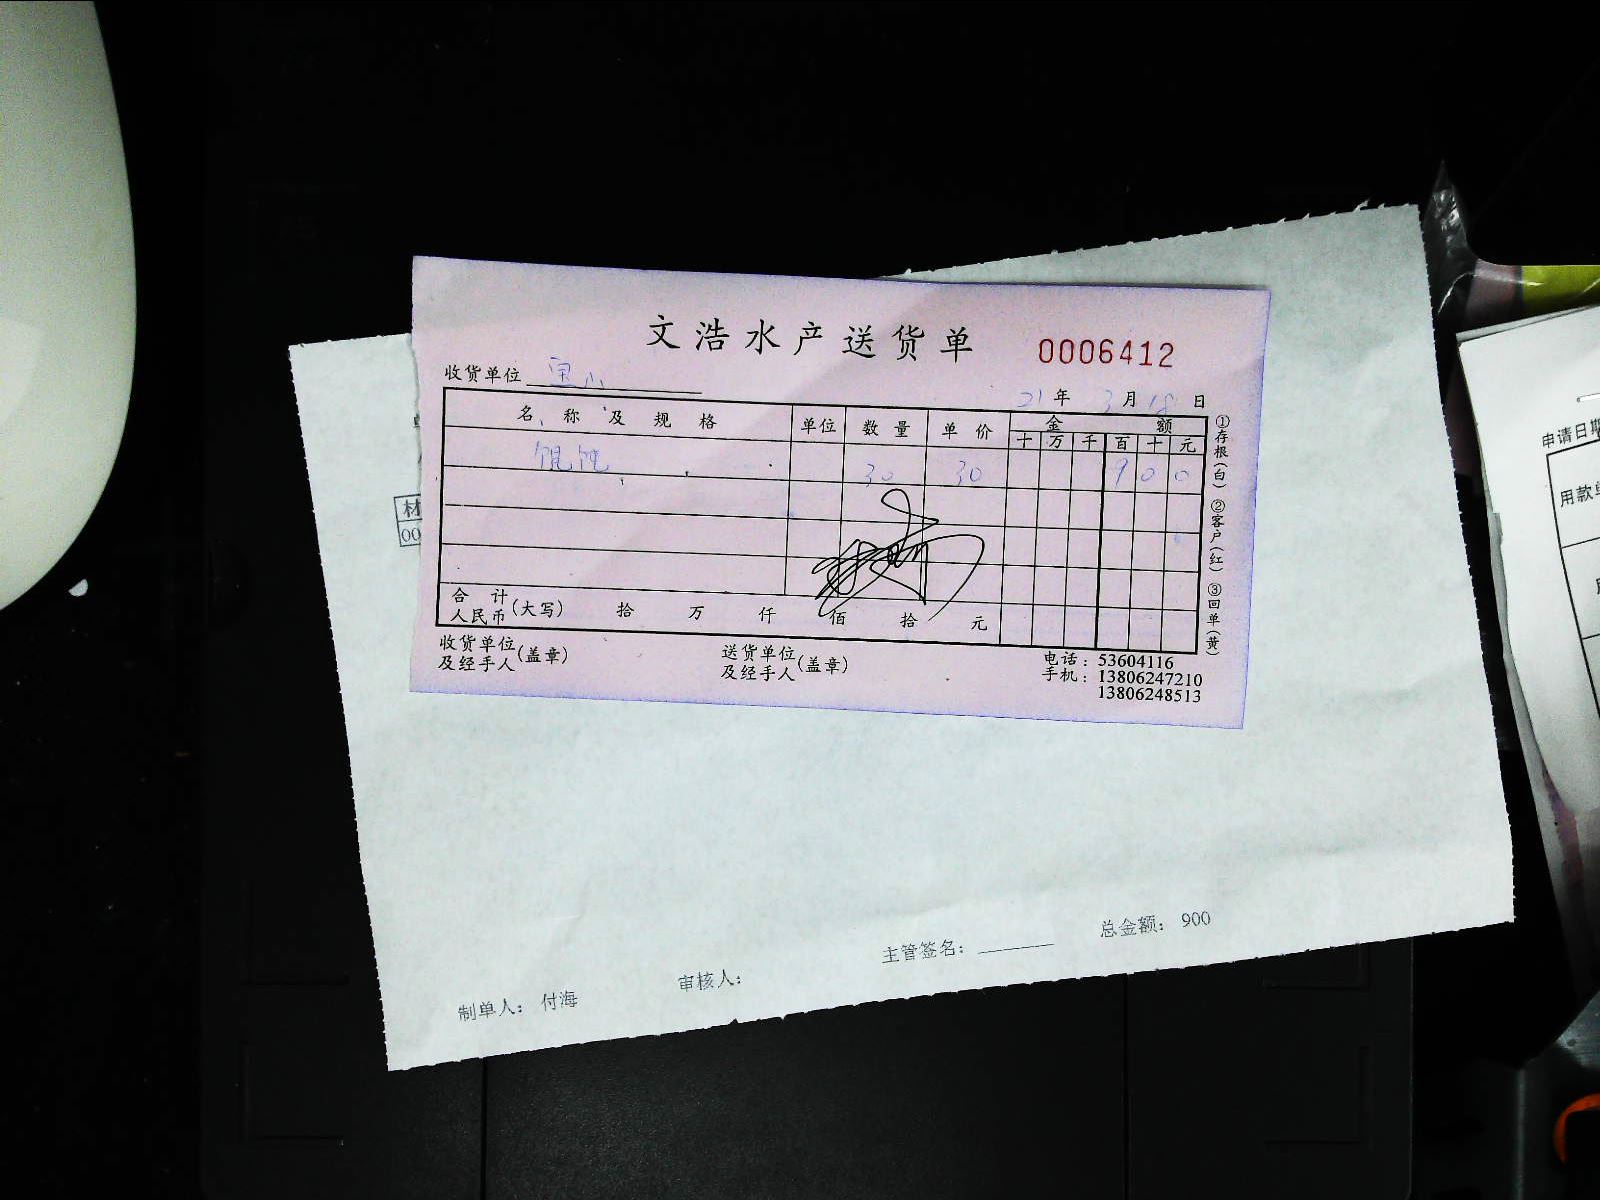 文浩水产送货单 0006412
收货单位 宝山
21年 3月 18日
名称及规格 单位 数量 单价 金额
十 万 千 百 十 元
馄饨 30 30 9 0 0
合计
人民币(大写) 拾 万 仟 佰 拾 元
收货单位及经手人(盖章) 送货单位及经手人(盖章)
电话:53604116
手机:13806247210
13806248513
①存根(白) ②客户(红) ③回单(黄)
材
00
制单人: 付海 审核人: 主管签名: 总金额: 900
申请日期
用款单